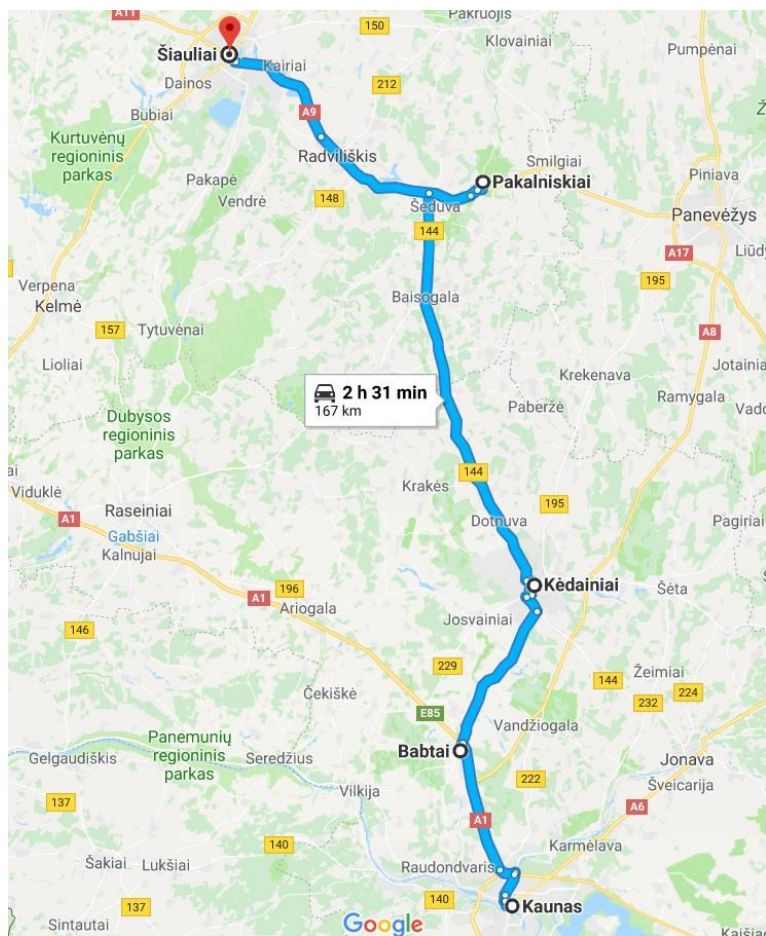 A11
150
Pakruojis
Klovainiai
Šiauliai
Kairiai
Pumpėnai
Dainos
212
Bubiai
A9
Kurtuvėnų
regioninis
parkas
Radviliškis
Smilgiai
Pakalniskiai
Piniava
Pakapė
148
Vendrė
Šeduva
Panevėžys
144
A17
Verpena
Kelmė
Baisogala
195
157
Tytuvėnai
A8
Lioliai
Jotainiai
Krekenava
2 h 31 min
167 km
Paberžė
Ramygala
Dubysos
regioninis
parkas
144
Krakės
Viduklė
Raseiniai
195
A1
Dotnuva
Pagiriai
Gabšiai
Kalnujai
Kėdainiai
196
A1
Šėta
Ariogala
Josvainiai
146
229
Žeimiai
144
224
Čekiškė
232
E85
Vandžiogala
Panemunių
regioninis
parkas
Babtai
Gelgaudiškis
Seredžius
Jonava
222
Vilkija
Šveicarija
137
A1
A6
140
Karmėlava
Šakiai
Lukšiai
Raudondvaris
137
140
Kaunas
Sintautai
Google